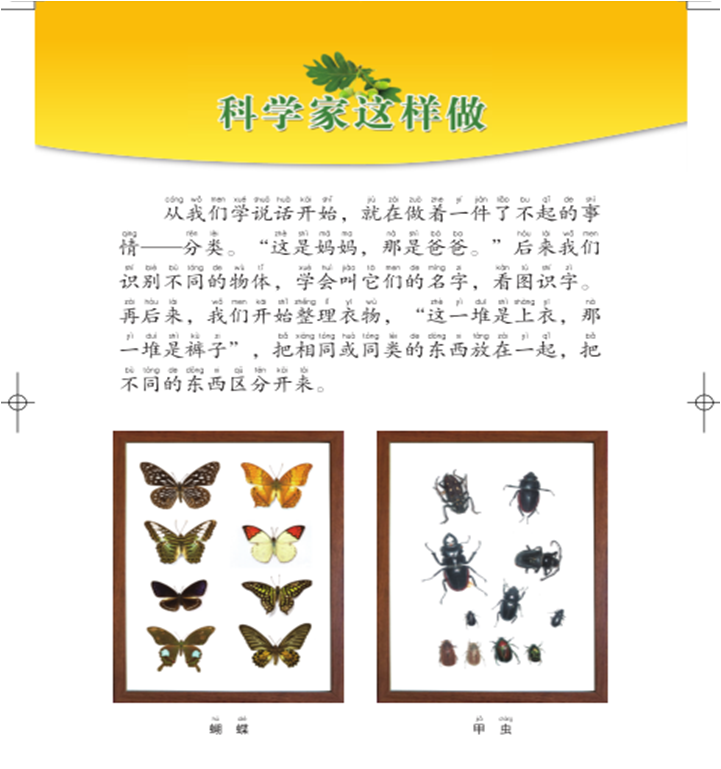 科学家这样做
从我们学说话开始，就在做着一件了不起的事
情——分类。“这是妈妈，那是爸爸。”后来我们
识别不同的物体，学会叫它们的名字，看图识字。
再后来，我们开始整理衣物，“这一堆是上衣，那
一堆是裤子”，把相同或同类的东西放在一起，把
不同的东西区分开来。
蝴蝶
甲虫